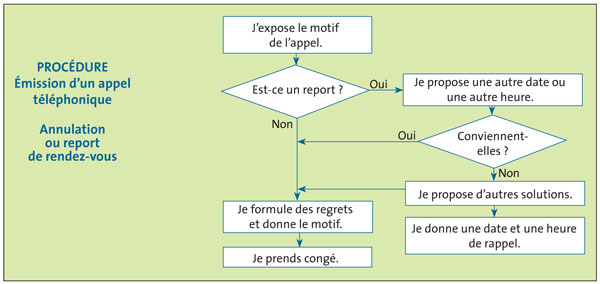 PROCÉDURE
Émission d’un appel
téléphonique
Annulation
ou report
de rendez-vous
J’expose le motif
de l’appel.
Est-ce un report ?
Oui
Je propose une autre date ou
une autre heure.
Non
Oui
Conviennent-
elles ?
Non
Je propose d’autres solutions.
Je formule des regrets
et donne le motif.
Je donne une date et une heure
de rappel.
Je prends congé.